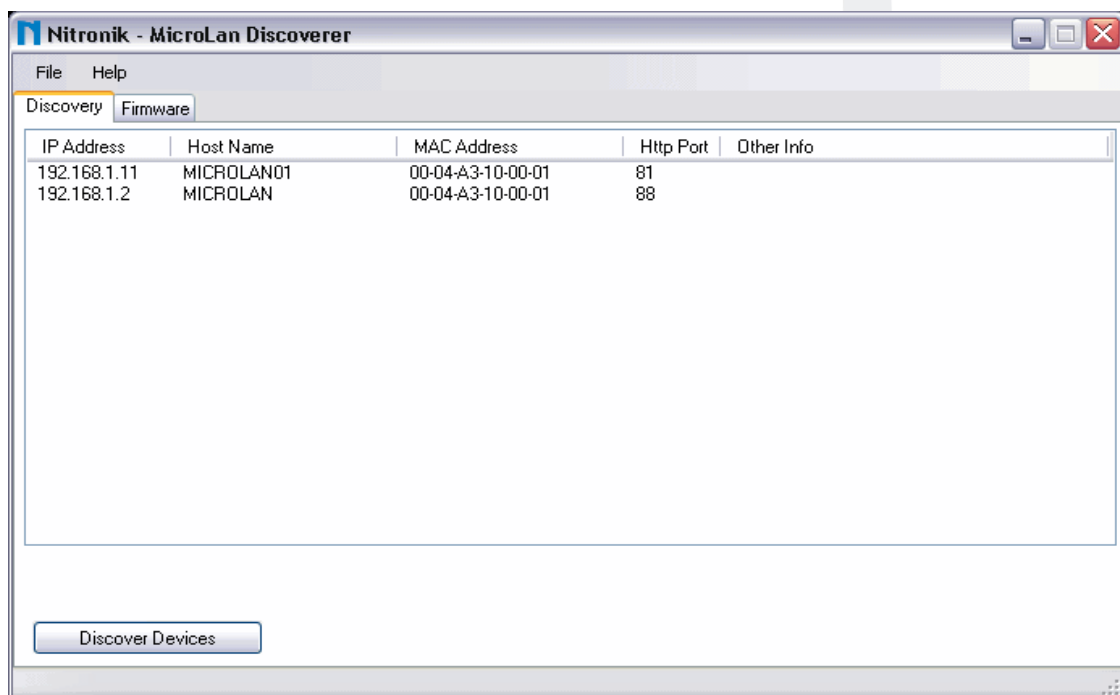 Nitronik - MicroLan Discoverer
File Help
Discovery Firmware
IP Address Host Name MAC Address Http Port Other Info
192.168.1.11 MICROLAN01 00-04-A3-10-00-01 81
192.168.1.2 MICROLAN 00-04-A3-10-00-01 88
Discover Devices